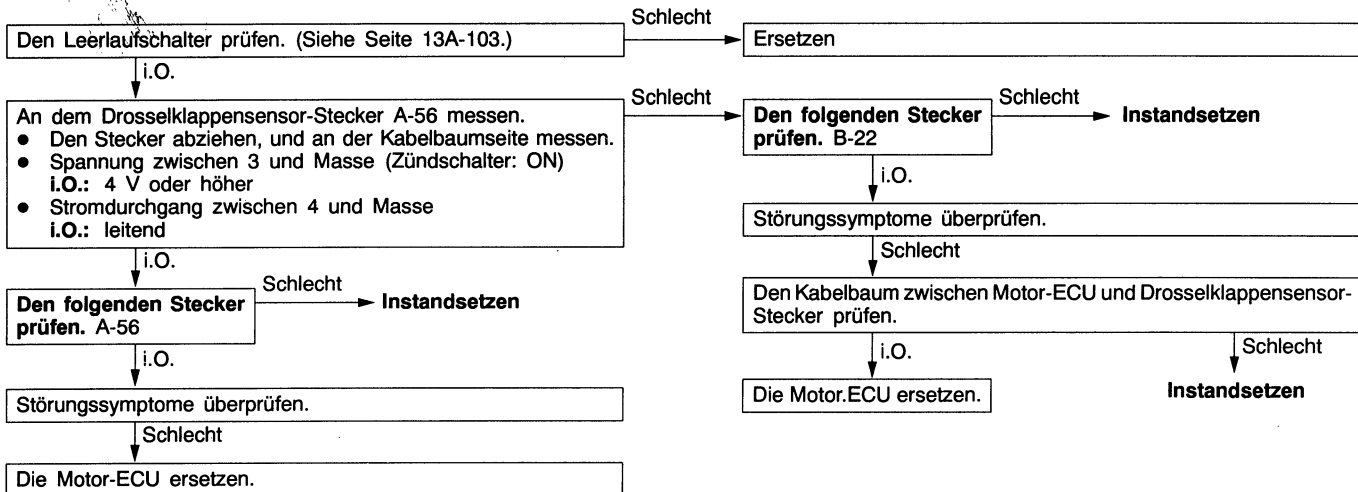 Den Leerlaufschalter prüfen. (Siehe Seite 13A-103.)
Schlecht
Ersetzen
i.O.
An dem Drosselklappensensor-Stecker A-56 messen.
● Den Stecker abziehen, und an der Kabelbaumseite messen.
● Spannung zwischen 3 und Masse (Zündschalter: ON)
i.O.: 4 V oder höher
● Stromdurchgang zwischen 4 und Masse
i.O.: leitend
Schlecht
Den folgenden Stecker
prüfen. B-22
Schlecht
Instandsetzen
i.O.
Störungssymptome überprüfen.
Schlecht
Den Kabelbaum zwischen Motor-ECU und Drosselklappensensor-
Stecker prüfen.
i.O.
Schlecht
Die Motor.ECU ersetzen.
Instandsetzen
i.O.
Den folgenden Stecker
prüfen. A-56
Schlecht
Instandsetzen
i.O.
Störungssymptome überprüfen.
Schlecht
Die Motor-ECU ersetzen.